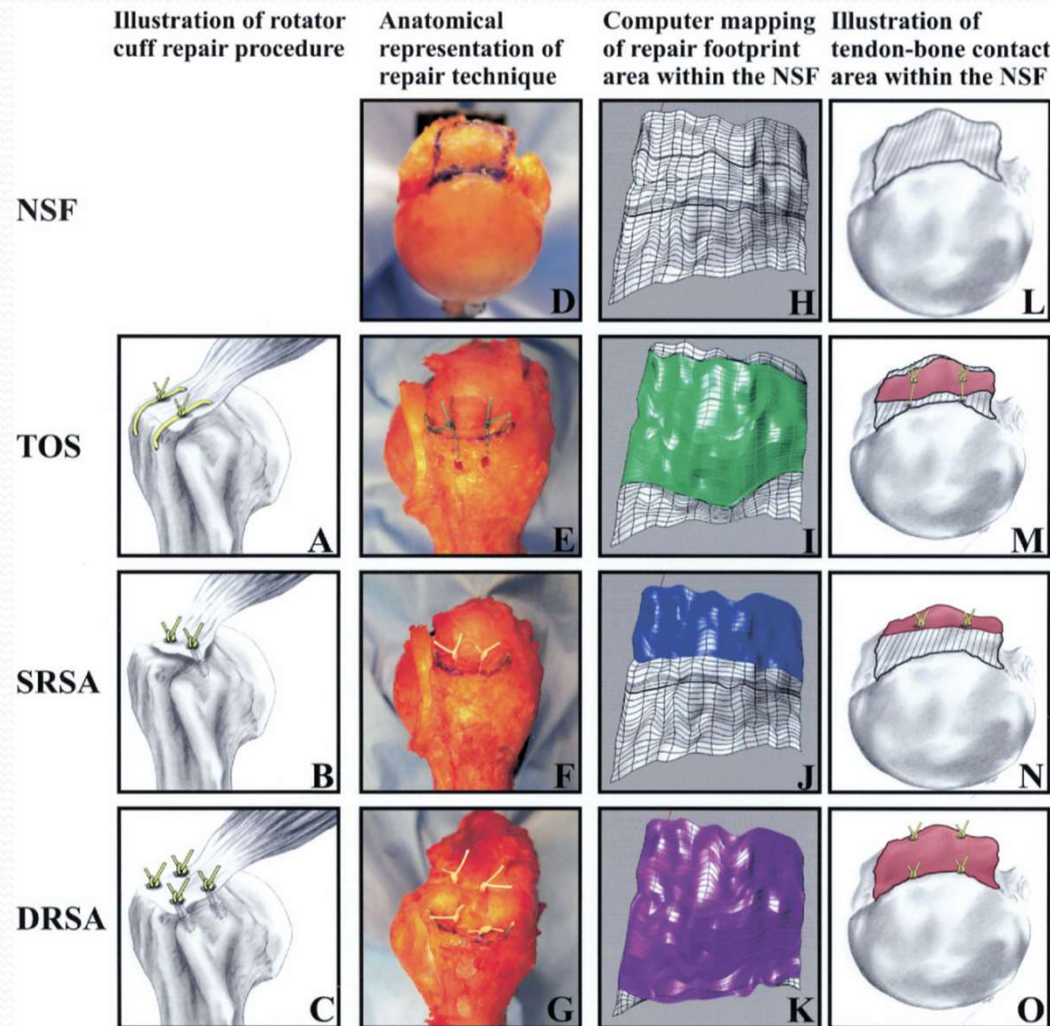 Illustration of rotator
cuff repair procedure
Anatomical
representation of
repair technique
Computer mapping
of repair footprint
area within the NSF
Illustration of
tendon-bone contact
area within the NSF
NSF
D
H
L
TOS
A
E
I
M
SRSA
B
F
J
N
DRSA
C
G
K
O